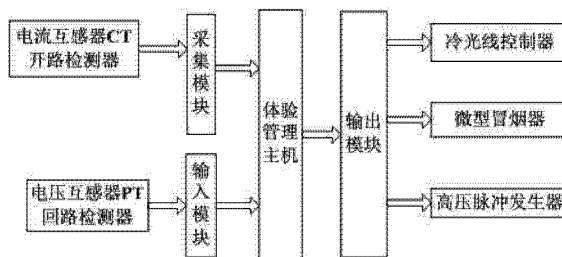 电流互感器CT
开路检测器
采集模块
电压互感器PT
回路检测器
输入模块
体验
管理
主机
输出
模块
冷光线控制器
微型冒烟器
高压脉冲发生器